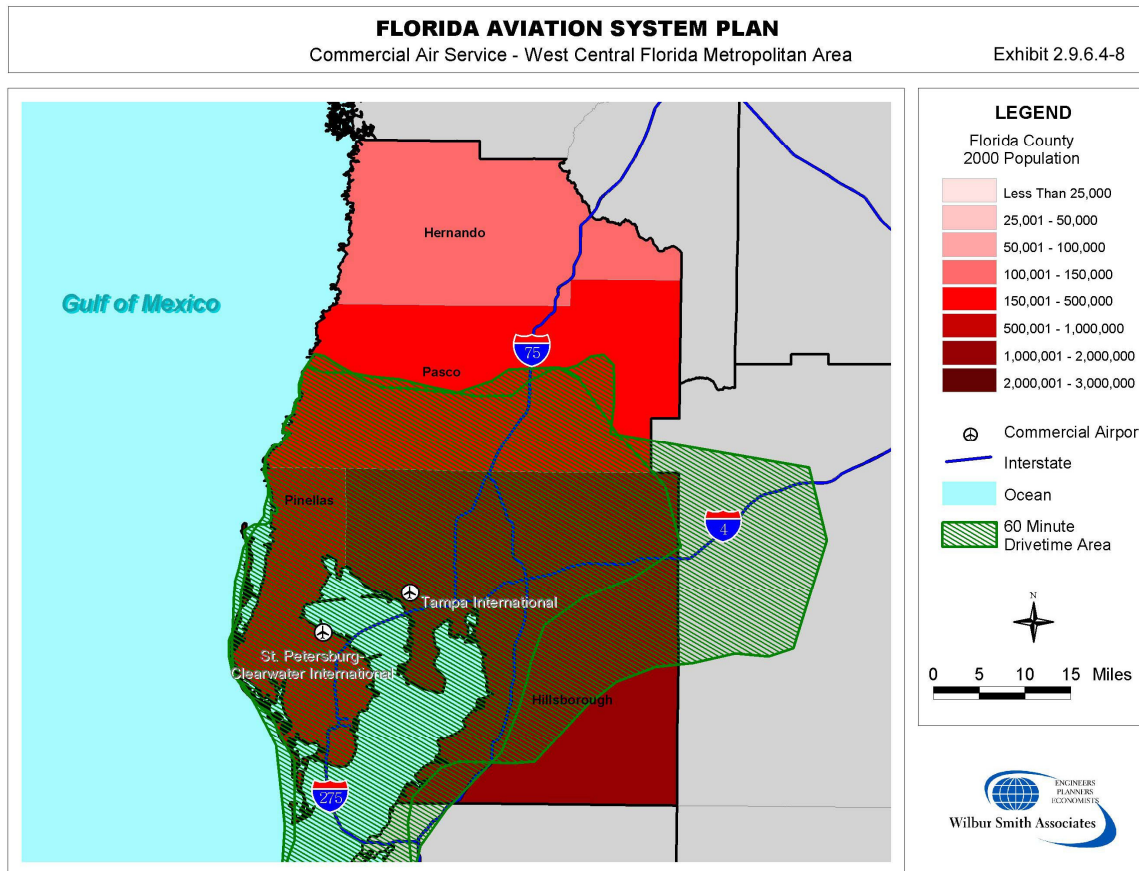 FLORIDA AVIATION SYSTEM PLAN
Commercial Air Service - West Central Florida Metropolitan Area
Exhibit 2.9.6.4-8
Hernando
Gulf of Mexico
75
Pasco
Pinellas
4
Tampa International
St. Petersburg-
Clearwater International
Hillsborough
275
LEGEND
Florida County
2000 Population
Less Than 25,000
25,001 - 50,000
50,001 - 100,000
100,001 - 150,000
150,001 - 500,000
500,001 - 1,000,000
1,000,001 - 2,000,000
2,000,001 - 3,000,000
Commercial Airport
Interstate
Ocean
60 Minute
Drivetime Area
N
0 5 10 15 Miles
ENGINEERS
PLANNERS
ECONOMISTS
Wilbur Smith Associates